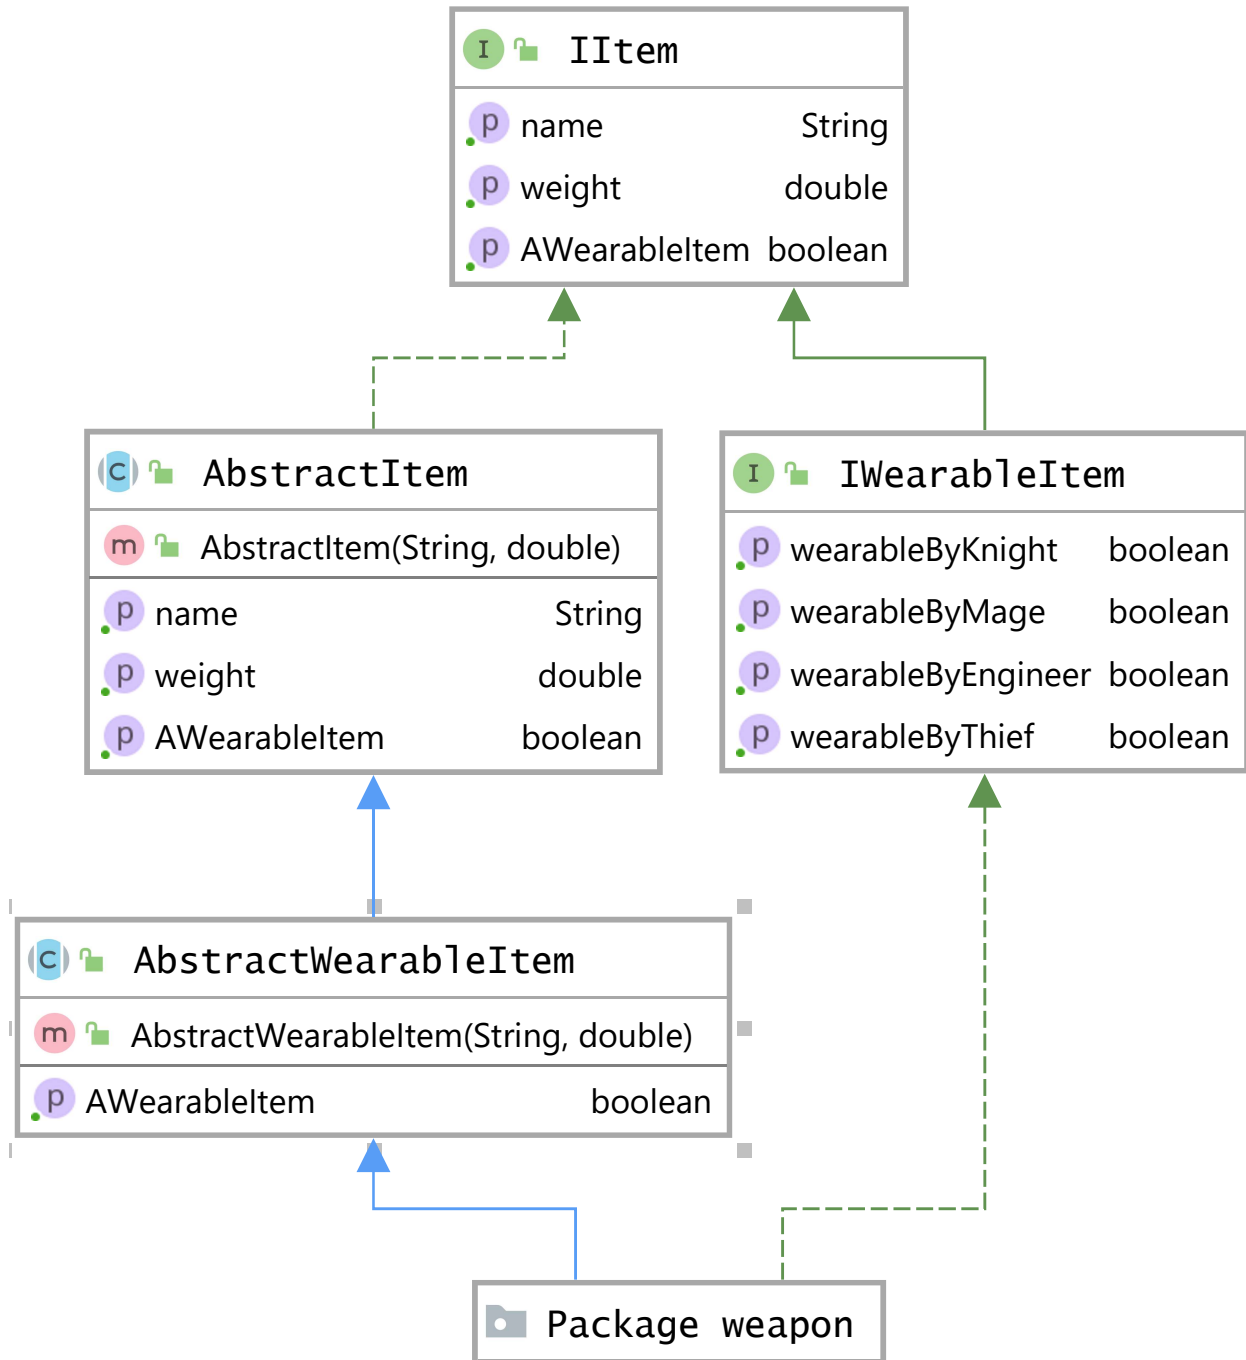 I IItem
p name String
p weight double
p AWearableItem boolean
C AbstractItem
m AbstractItem(String, double)
p name String
p weight double
p AWearableItem boolean
I IWearableItem
p wearableByKnight boolean
p wearableByMage boolean
p wearableByEngineer boolean
p wearableByThief boolean
C AbstractWearableItem
m AbstractWearableItem(String, double)
p AWearableItem boolean
Package weapon